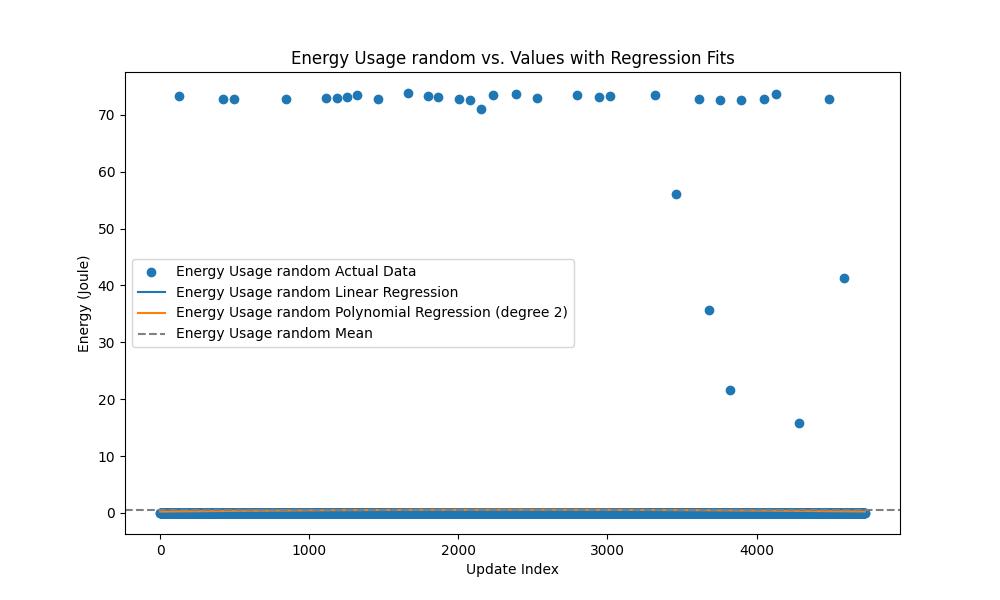 Energy Usage random vs. Values with Regression Fits
Energy (Joule)
70
60
50
40
30
20
10
0
Energy Usage random Actual Data
Energy Usage random Linear Regression
Energy Usage random Polynomial Regression (degree 2)
Energy Usage random Mean
0 1000 2000 3000 4000
Update Index